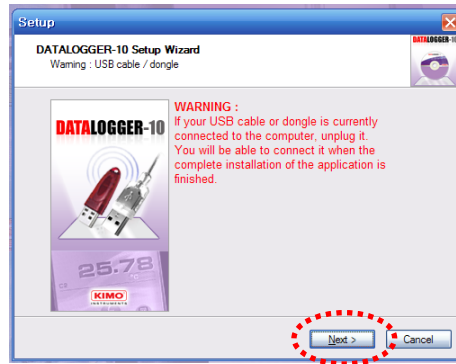 Setup
DATALOGGER-10 Setup Wizard
Warning : USB cable / dongle
DATALOGGER-10
DATALOGGER-10
WARNING :
If your USB cable or dongle is currently
connected to the computer, unplug it.
You will be able to connect it when the
complete installation of the application is
finished.
25.78
KIMO
INSTRUMENTS
Next >
Cancel